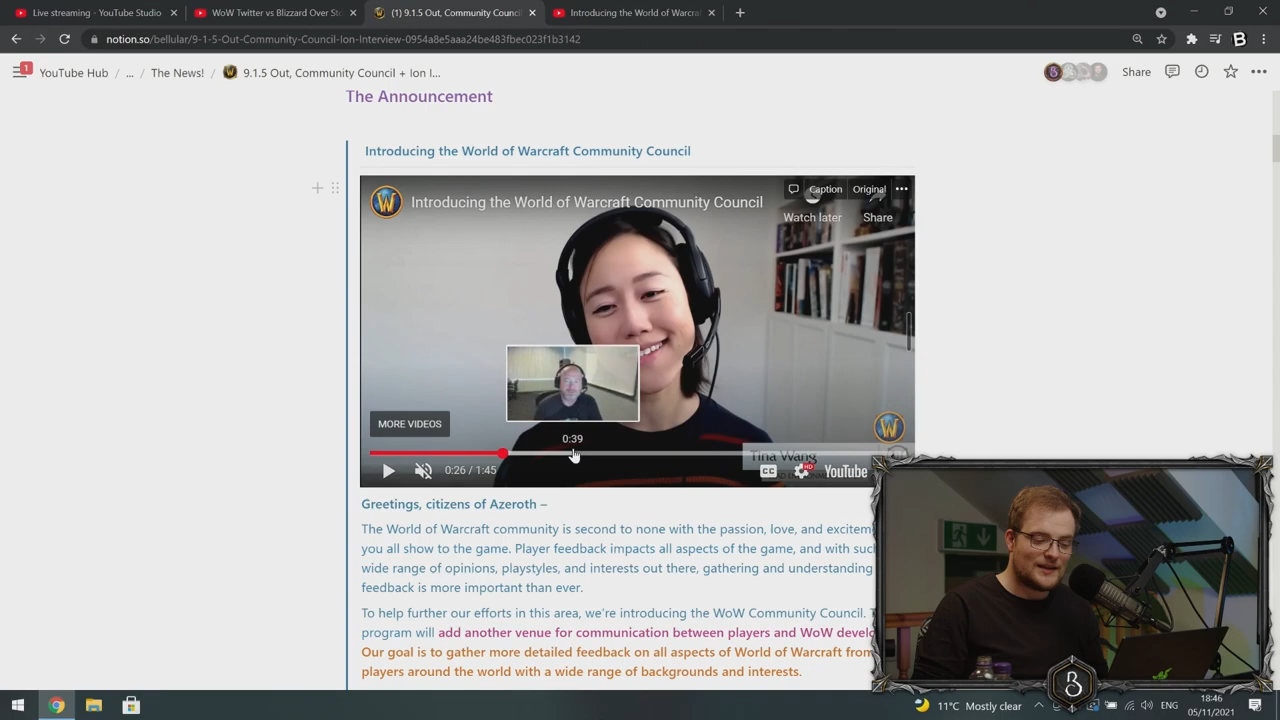 Live streaming - YouTube Studio
WoW Twitter vs Blizzard Over St
(1) 9.1.5 Out, Community Council
Introducing the World of Warcra
notion.so/bellular/9-1-5-Out-Community-Council-Ion-Interview-0954a8e5aaa24be483fbec023f1b3142
B
1
YouTube Hub / ... / The News! / 9.1.5 Out, Community Council + Ion I...
Share
The Announcement
Introducing the World of Warcraft Community Council
W
Introducing the World of Warcraft Community Council
Caption
Original
Watch later
Share
MORE VIDEOS
0:39
W
Tina Wang
0:26 / 1:45
CC
HD
YouTube
Greetings, citizens of Azeroth –
The World of Warcraft community is second to none with the passion, love, and excitem
you all show to the game. Player feedback impacts all aspects of the game, and with suc
wide range of opinions, playstyles, and interests out there, gathering and understanding
feedback is more important than ever.
To help further our efforts in this area, we're introducing the WoW Community Council. T
program will add another venue for communication between players and WoW develo
Our goal is to gather more detailed feedback on all aspects of World of Warcraft from
players around the world with a wide range of backgrounds and interests.
B
11°C Mostly clear
ENG
18:46
05/11/2021